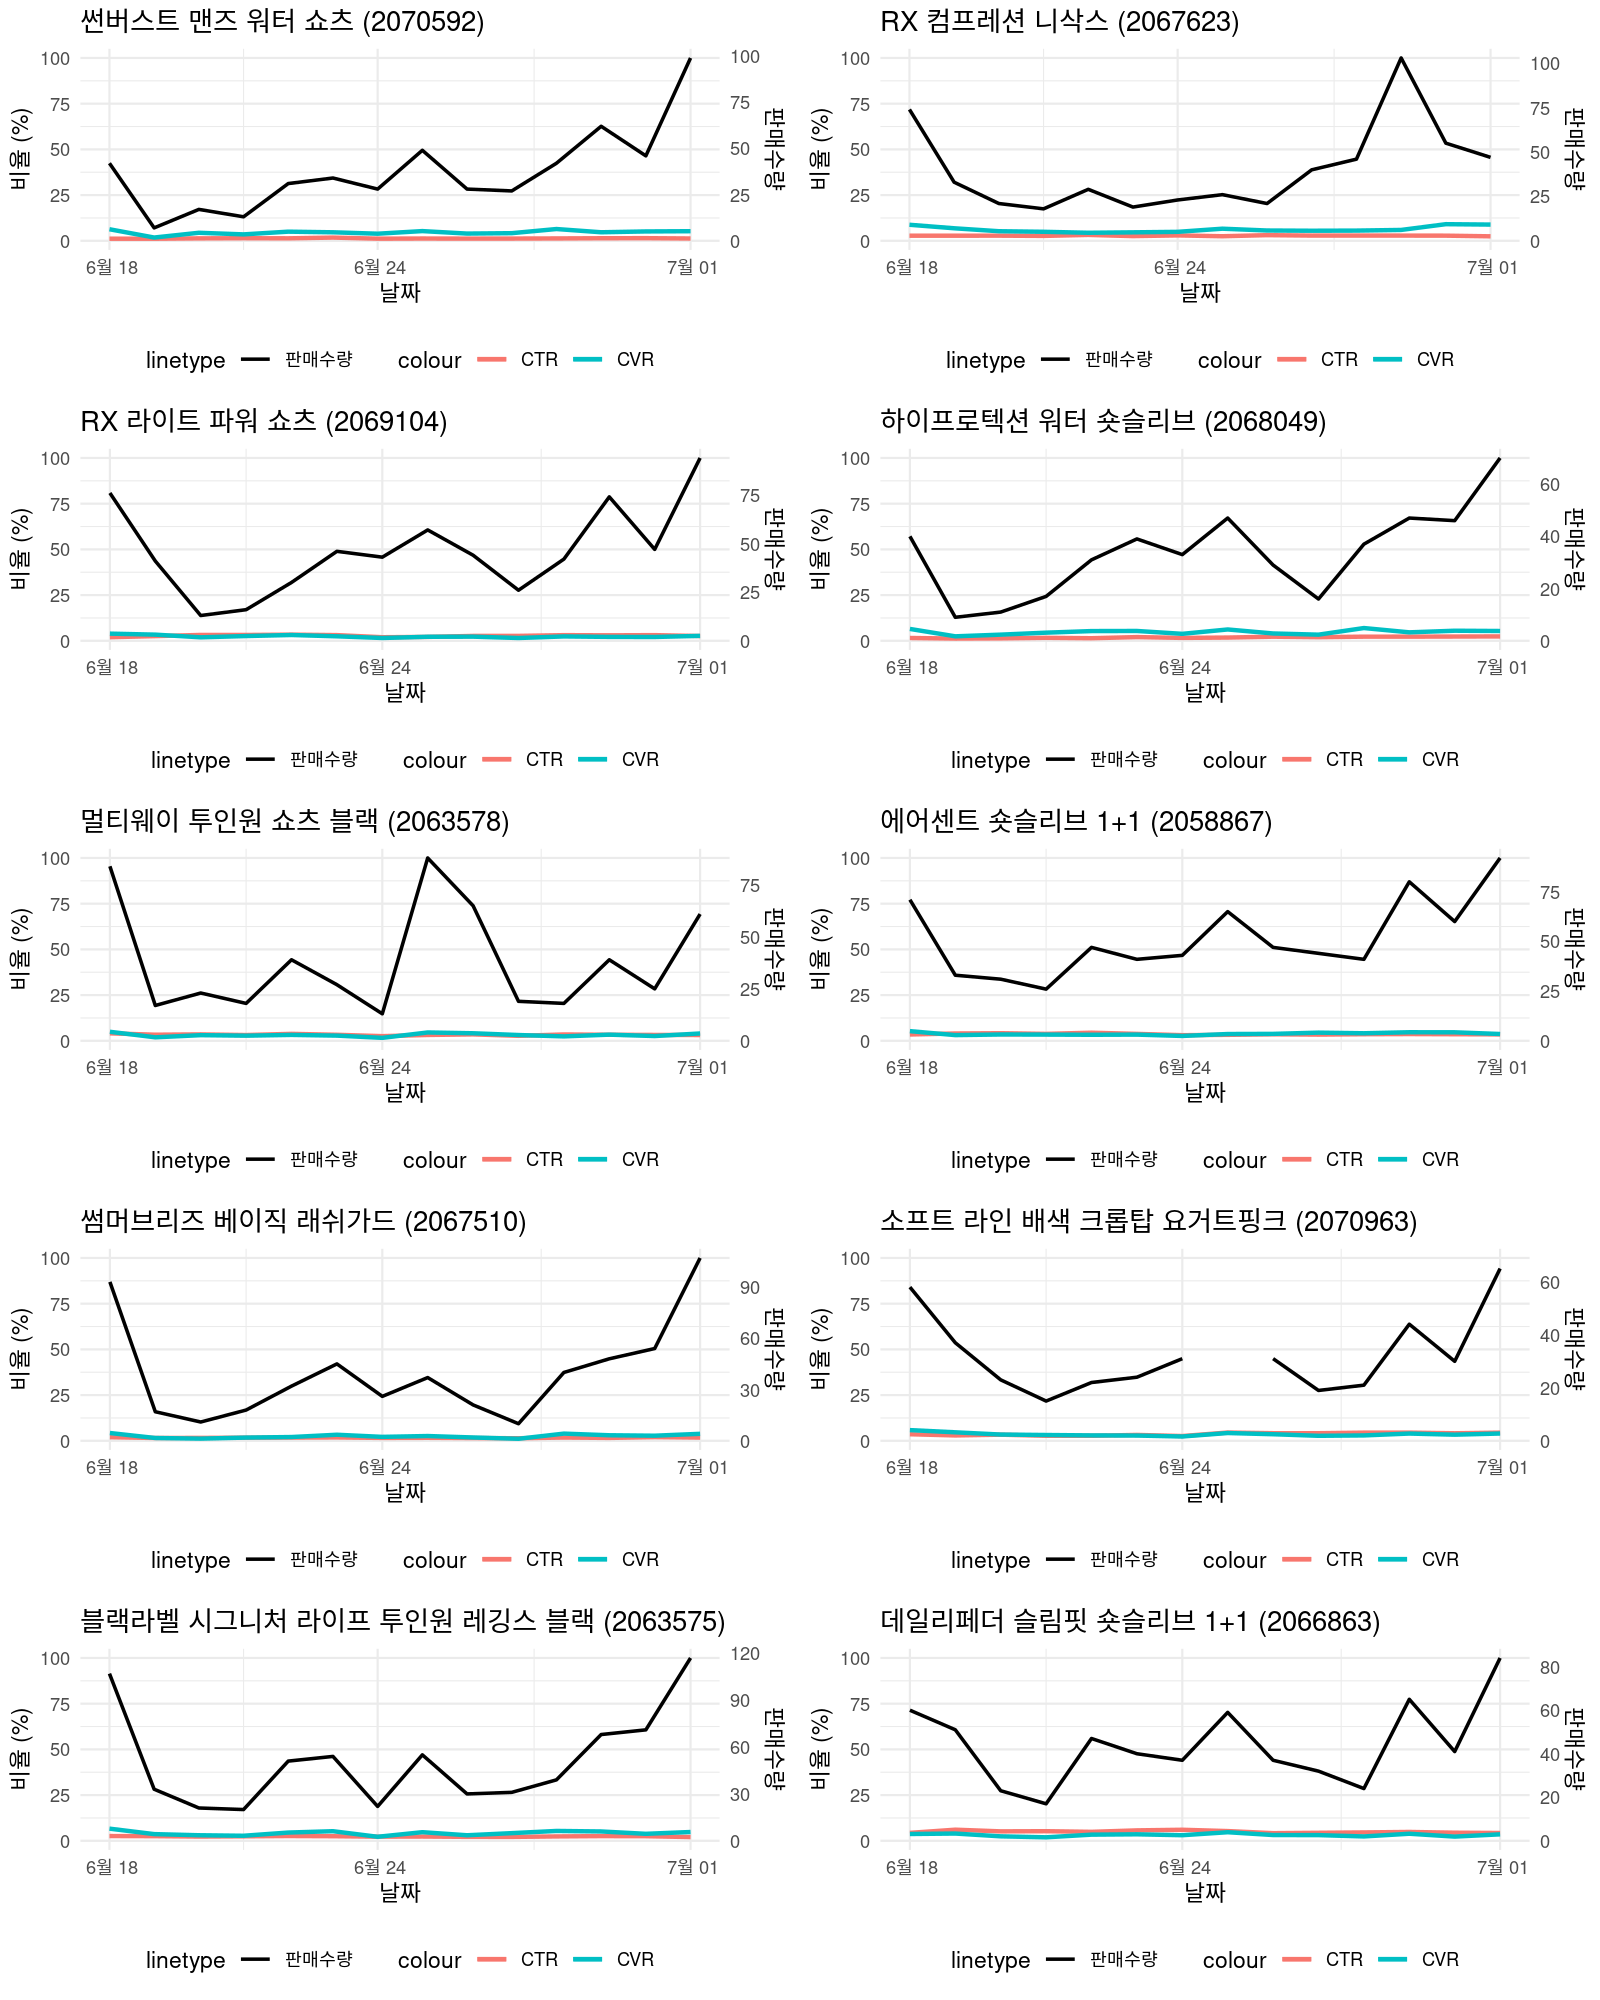 썬버스트 맨즈 워터 쇼츠 (2070592)
비율 (%)
100
75
50
25
0
100
75
50
25
0
판매수량
6월 18
6월 24
7월 01
날짜
linetype 판매수량 colour CTR CVR
RX 컴프레션 니삭스 (2067623)
비율 (%)
100
75
50
25
0
100
75
50
25
0
판매수량
6월 18
6월 24
7월 01
날짜
linetype 판매수량 colour CTR CVR
RX 라이트 파워 쇼츠 (2069104)
비율 (%)
100
75
50
25
0
75
50
25
0
판매수량
6월 18
6월 24
7월 01
날짜
linetype 판매수량 colour CTR CVR
하이프로텍션 워터 숏슬리브 (2068049)
비율 (%)
100
75
50
25
0
60
40
20
0
판매수량
6월 18
6월 24
7월 01
날짜
linetype 판매수량 colour CTR CVR
멀티웨이 투인원 쇼츠 블랙 (2063578)
비율 (%)
100
75
50
25
0
75
50
25
0
판매수량
6월 18
6월 24
7월 01
날짜
linetype 판매수량 colour CTR CVR
에어센트 숏슬리브 1+1 (2058867)
비율 (%)
100
75
50
25
0
75
50
25
0
판매수량
6월 18
6월 24
7월 01
날짜
linetype 판매수량 colour CTR CVR
썸머브리즈 베이직 래쉬가드 (2067510)
비율 (%)
100
75
50
25
0
90
60
30
0
판매수량
6월 18
6월 24
7월 01
날짜
linetype 판매수량 colour CTR CVR
소프트 라인 배색 크롭탑 요거트핑크 (2070963)
비율 (%)
100
75
50
25
0
60
40
20
0
판매수량
6월 18
6월 24
7월 01
날짜
linetype 판매수량 colour CTR CVR
블랙라벨 시그니처 라이프 투인원 레깅스 블랙 (2063575)
비율 (%)
100
75
50
25
0
120
90
60
30
0
판매수량
6월 18
6월 24
7월 01
날짜
linetype 판매수량 colour CTR CVR
데일리페더 슬림핏 숏슬리브 1+1 (2066863)
비율 (%)
100
75
50
25
0
80
60
40
20
0
판매수량
6월 18
6월 24
7월 01
날짜
linetype 판매수량 colour CTR CVR